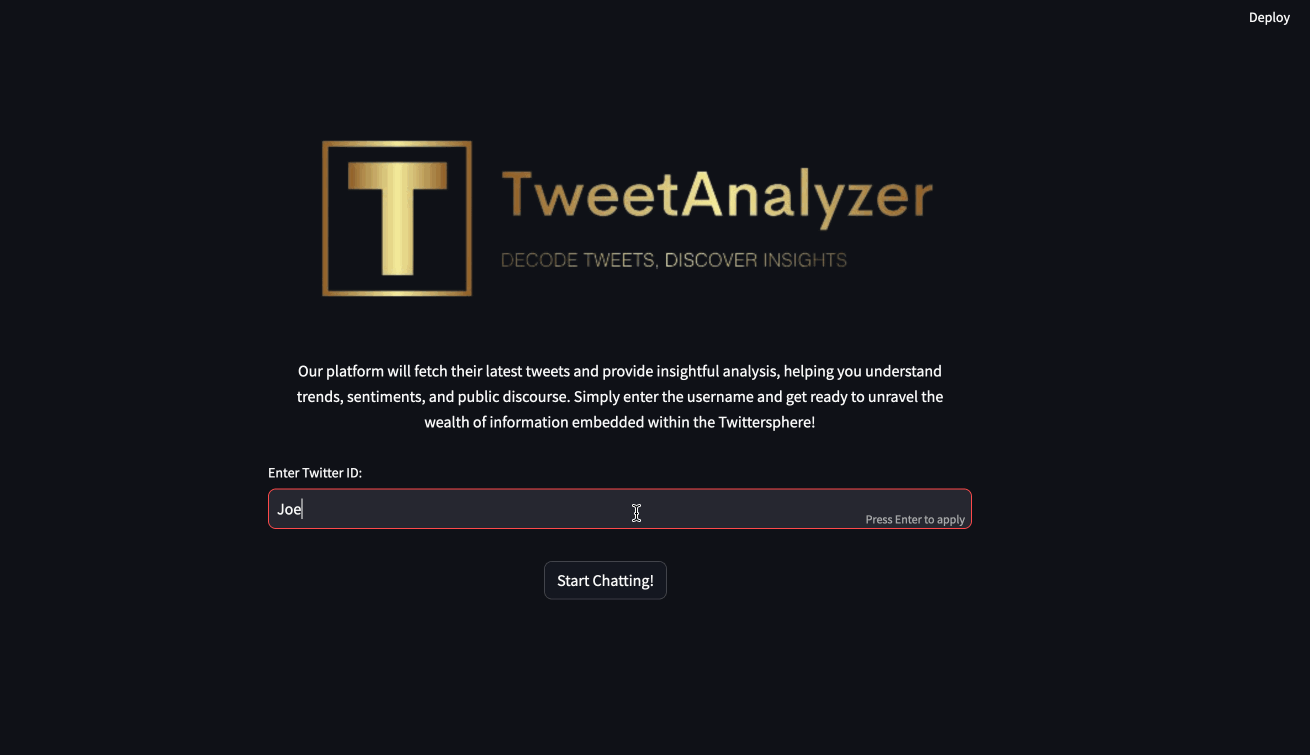 Deploy
T
TweetAnalyzer
DECODE TWEETS, DISCOVER INSIGHTS
Our platform will fetch their latest tweets and provide insightful analysis, helping you understand
trends, sentiments, and public discourse. Simply enter the username and get ready to unravel the
wealth of information embedded within the Twittersphere!
Enter Twitter ID:
Joe
Press Enter to apply
Start Chatting!